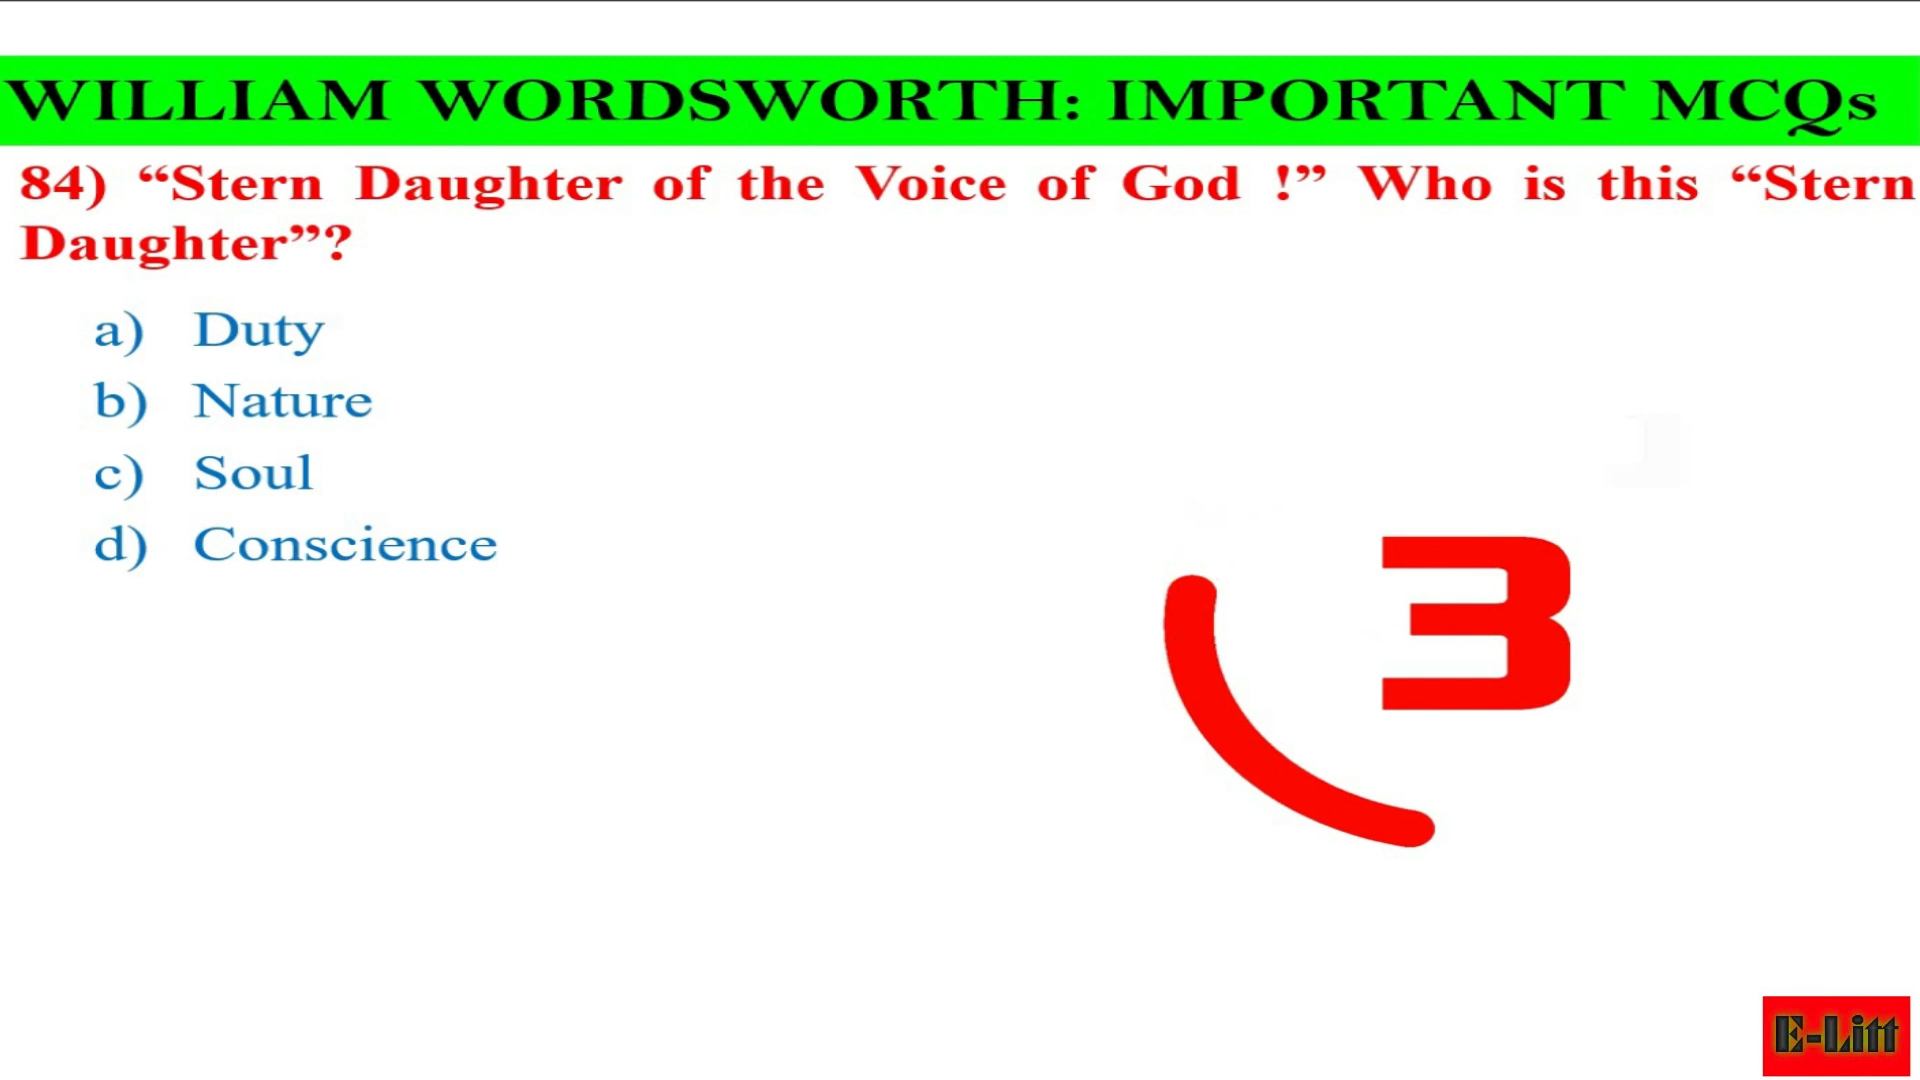 WILLIAM WORDSWORTH: IMPORTANT MCQs
84) “Stern Daughter of the Voice of God !” Who is this “Stern
Daughter”?
a) Duty
b) Nature
c) Soul
d) Conscience
3
E-Litt